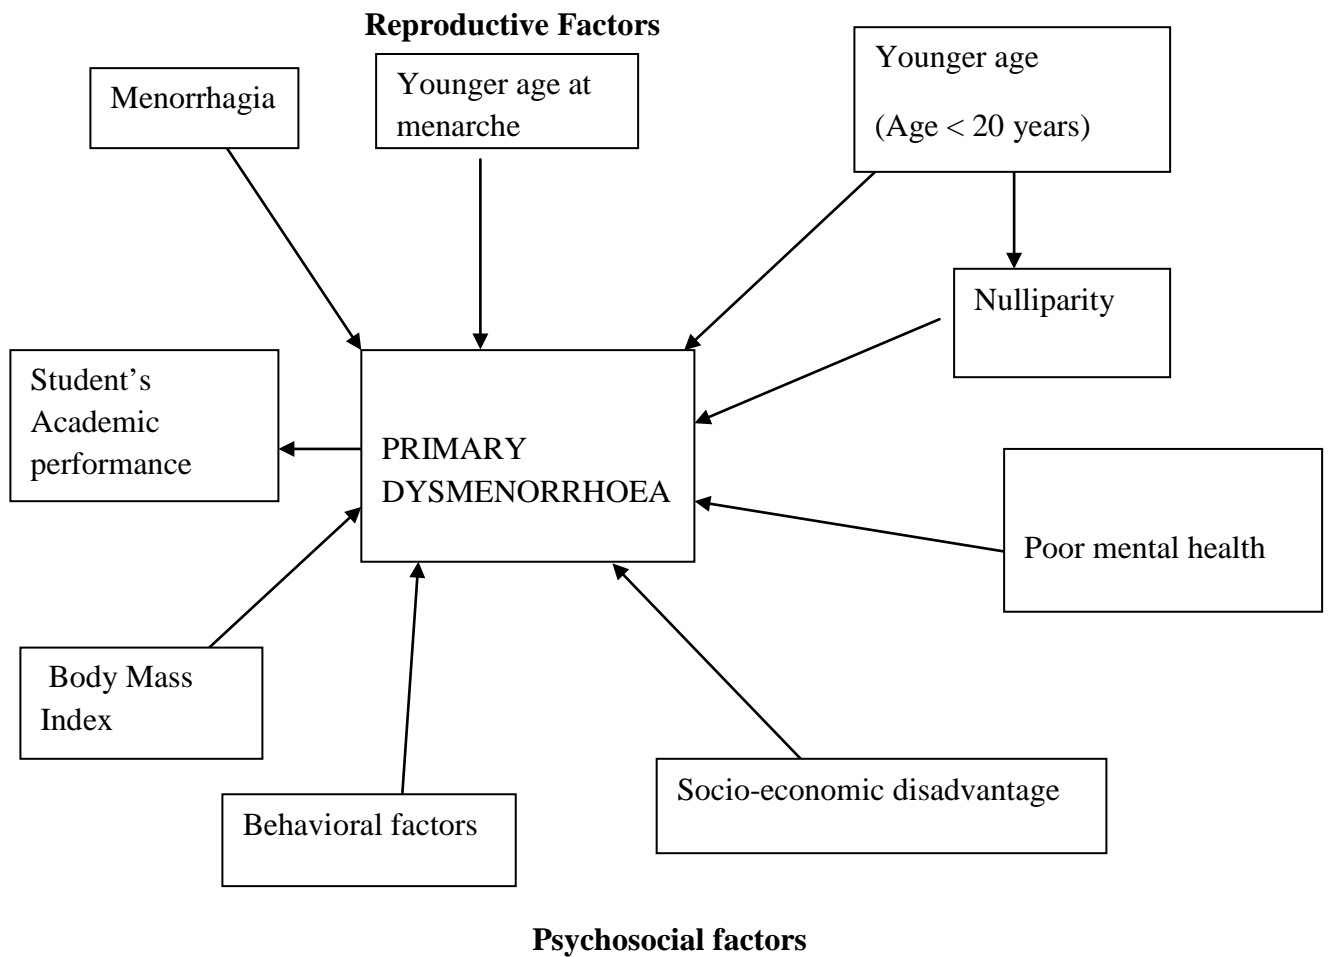 Reproductive Factors
Menorrhagia
Younger age at
menarche
Younger age
(Age < 20 years)
Nulliparity
Student’s
Academic
performance
PRIMARY
DYSMENORRHOEA
Poor mental health
Body Mass
Index
Behavioral factors
Socio-economic disadvantage
Psychosocial factors